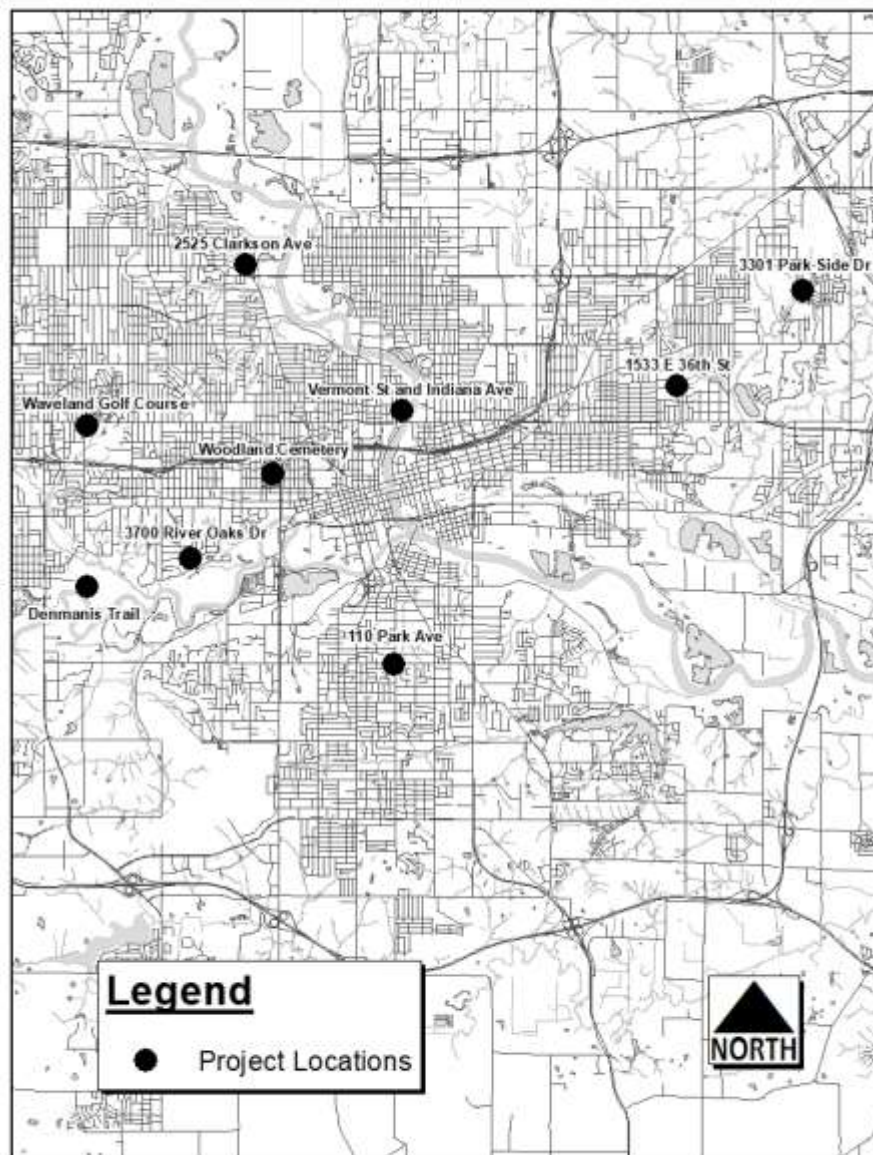 2525 Clarkson Ave
3301 Park Side Dr
1533 E 36th St
Vermont St and Indiana Ave
Waveland Golf Course
Woodland Cemetery
3700 River Oaks Dr
Denmanis Trail
110 Park Ave
Legend
Project Locations
NORTH